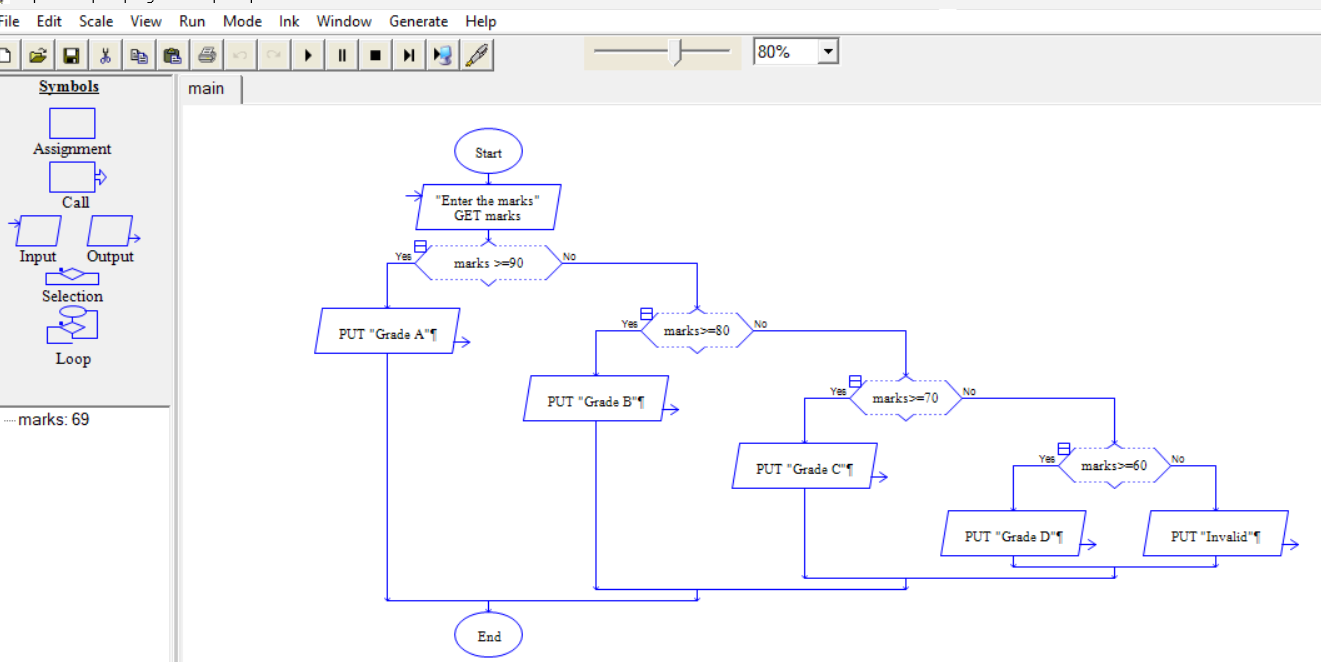 File Edit Scale View Run Mode Ink Window Generate Help
80%
Symbols
Assignment
Call
Input Output
Selection
Loop
marks: 69
main
Start
"Enter the marks"
GET marks
Yes marks >=90 No
PUT "Grade A"¶
Yes marks>=80 No
PUT "Grade B"¶
Yes marks>=70 No
PUT "Grade C"¶
Yes marks>=60 No
PUT "Grade D"¶ PUT "Invalid"¶
End